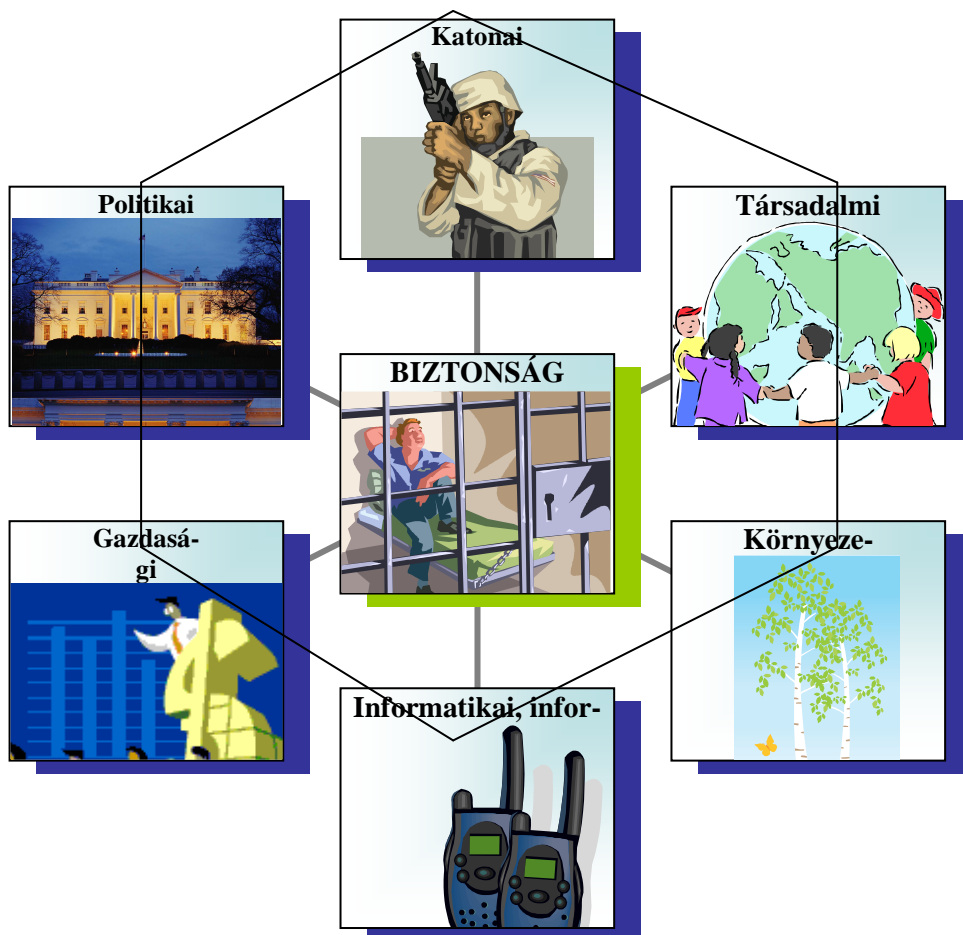 Katonai
Politikai
Társadalmi
BIZTONSÁG
Gazdasá-
gi
Környeze-
Informatikai, infor-